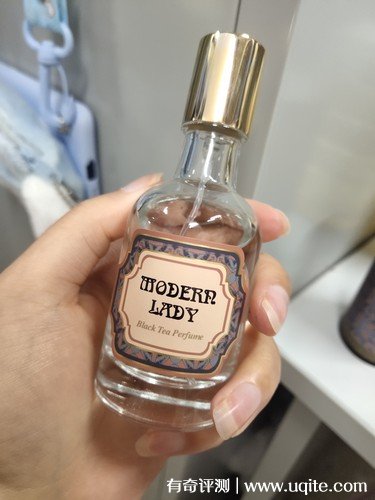 MODERN
LADY
Black Tea Perfume
有奇评测 | www.uqite.com